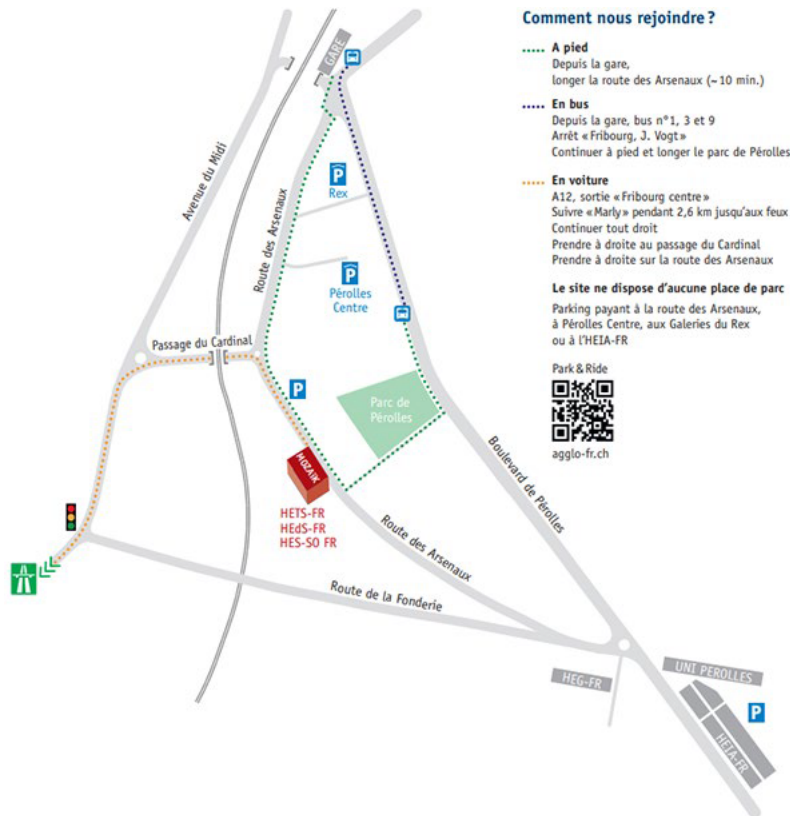 Comment nous rejoindre ?
A pied
Depuis la gare,
longer la route des Arsenaux (~10 min.)
En bus
Depuis la gare, bus n°1, 3 et 9
Arrêt «Fribourg, J. Vogt»
Continuer à pied et longer le parc de Pérolles
En voiture
A12, sortie «Fribourg centre»
Suivre «Marly» pendant 2,6 km jusqu'aux feux
Continuer tout droit
Prendre à droite au passage du Cardinal
Prendre à droite sur la route des Arsenaux
Le site ne dispose d'aucune place de parc
Parking payant à la route des Arsenaux,
à Pérolles Centre, aux Galeries du Rex
ou à l'HEIA-FR
Park & Ride
agglo-fr.ch
GARE
Avenue du Midi
P
Rex
Route des Arsenaux
P
Pérolles
Centre
Passage du Cardinal
P
Parc de
Pérolles
MOZAÏK
HETS-FR
HEdS-FR
HES-SO FR
Boulevard de Pérolles
Route des Arsenaux
Route de la Fonderie
HEG-FR
UNI PEROLLES
P
HETA-FR